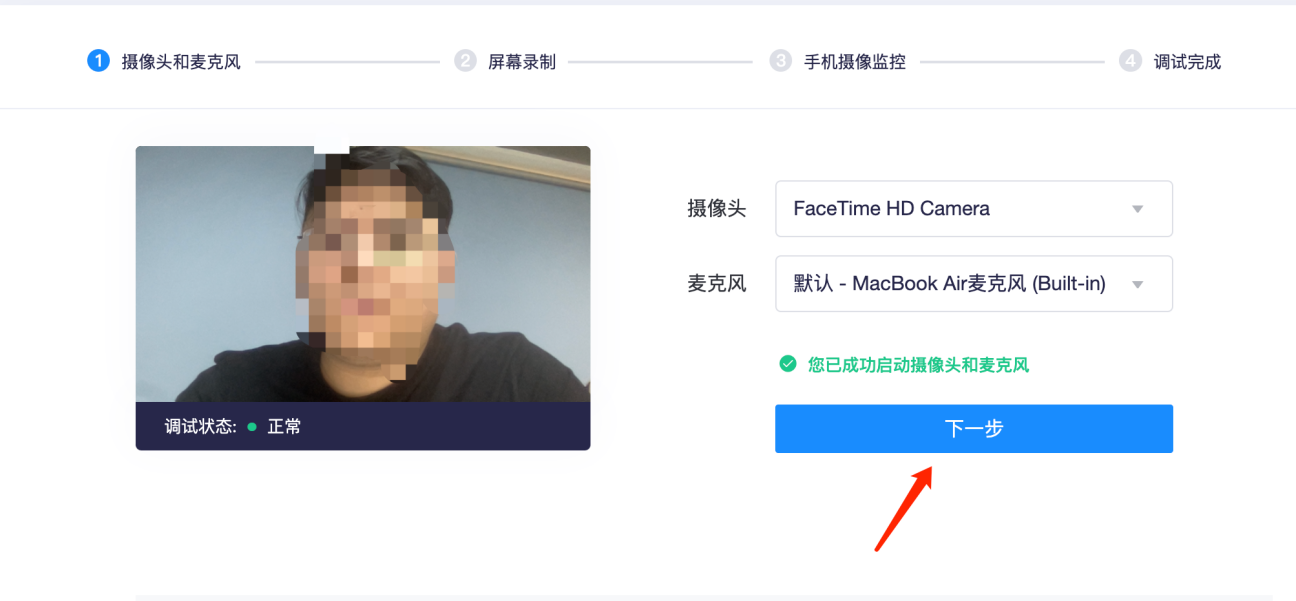 1 摄像头和麦克风 2 屏幕录制 3 手机摄像监控 4 调试完成
摄像头 FaceTime HD Camera
麦克风 默认 - MacBook Air麦克风 (Built-in)
您已成功启动摄像头和麦克风
调试状态: 正常
下一步